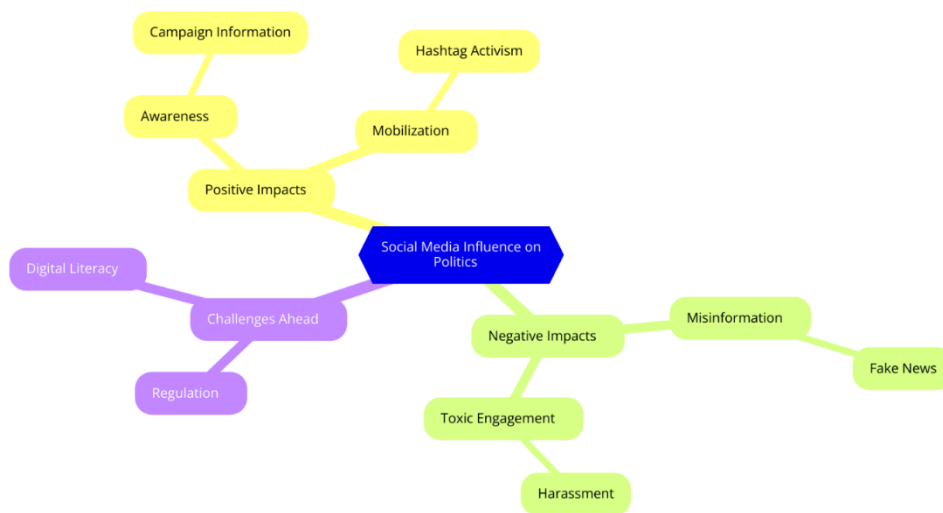 Campaign Information
Hashtag Activism
Awareness
Mobilization
Positive Impacts
Social Media Influence on
Politics
Digital Literacy
Challenges Ahead
Misinformation
Negative Impacts
Fake News
Regulation
Toxic Engagement
Harassment